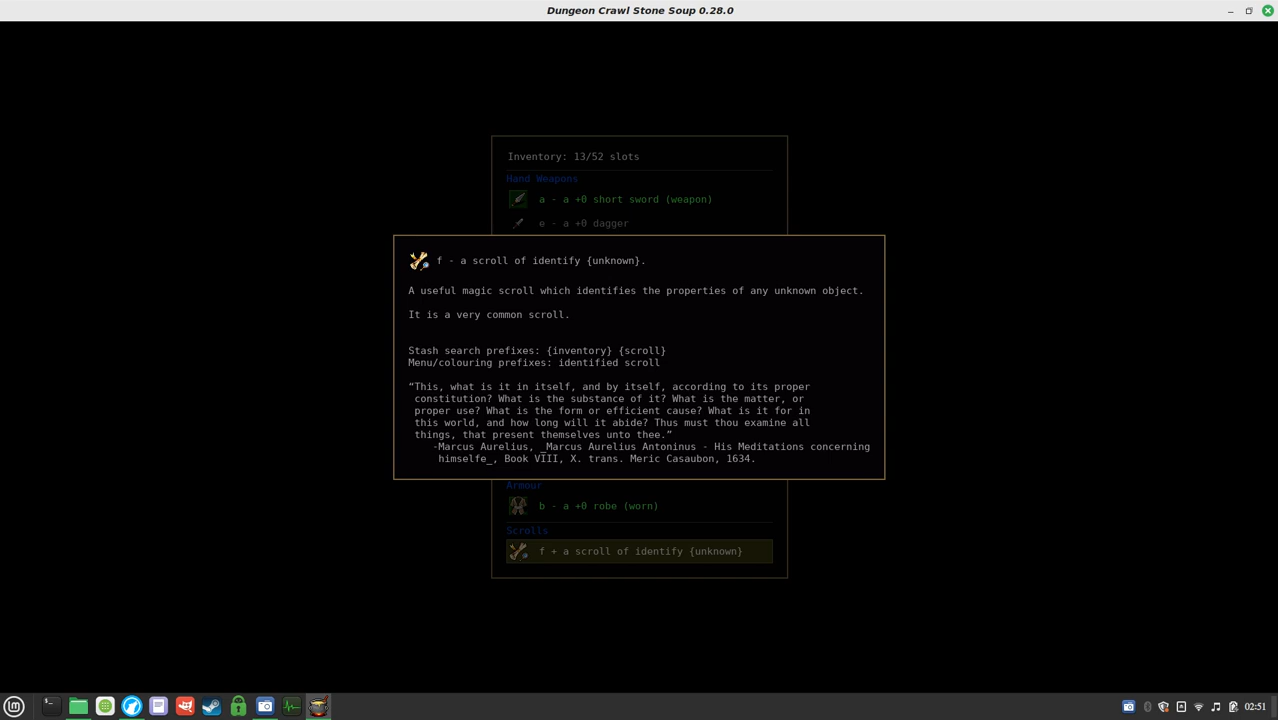 Dungeon Crawl Stone Soup 0.28.0
Inventory: 13/52 slots
Hand Weapons
a - a +0 short sword (weapon)
e - a +0 dagger
f - a scroll of identify {unknown}.
A useful magic scroll which identifies the properties of any unknown object.
It is a very common scroll.
Stash search prefixes: {inventory} {scroll}
Menu/colouring prefixes: identified scroll
“This, what is it in itself, and by itself, according to its proper
constitution? What is the substance of it? What is the matter, or
proper use? What is the form or efficient cause? What is it for in
this world, and how long will it abide? Thus must thou examine all
things, that present themselves unto thee.”
-Marcus Aurelius, _Marcus Aurelius Antoninus - His Meditations concerning
himselfe_, Book VIII, X. trans. Meric Casaubon, 1634.
Armour
b - a +0 robe (worn)
Scrolls
f + a scroll of identify {unknown}
02:51